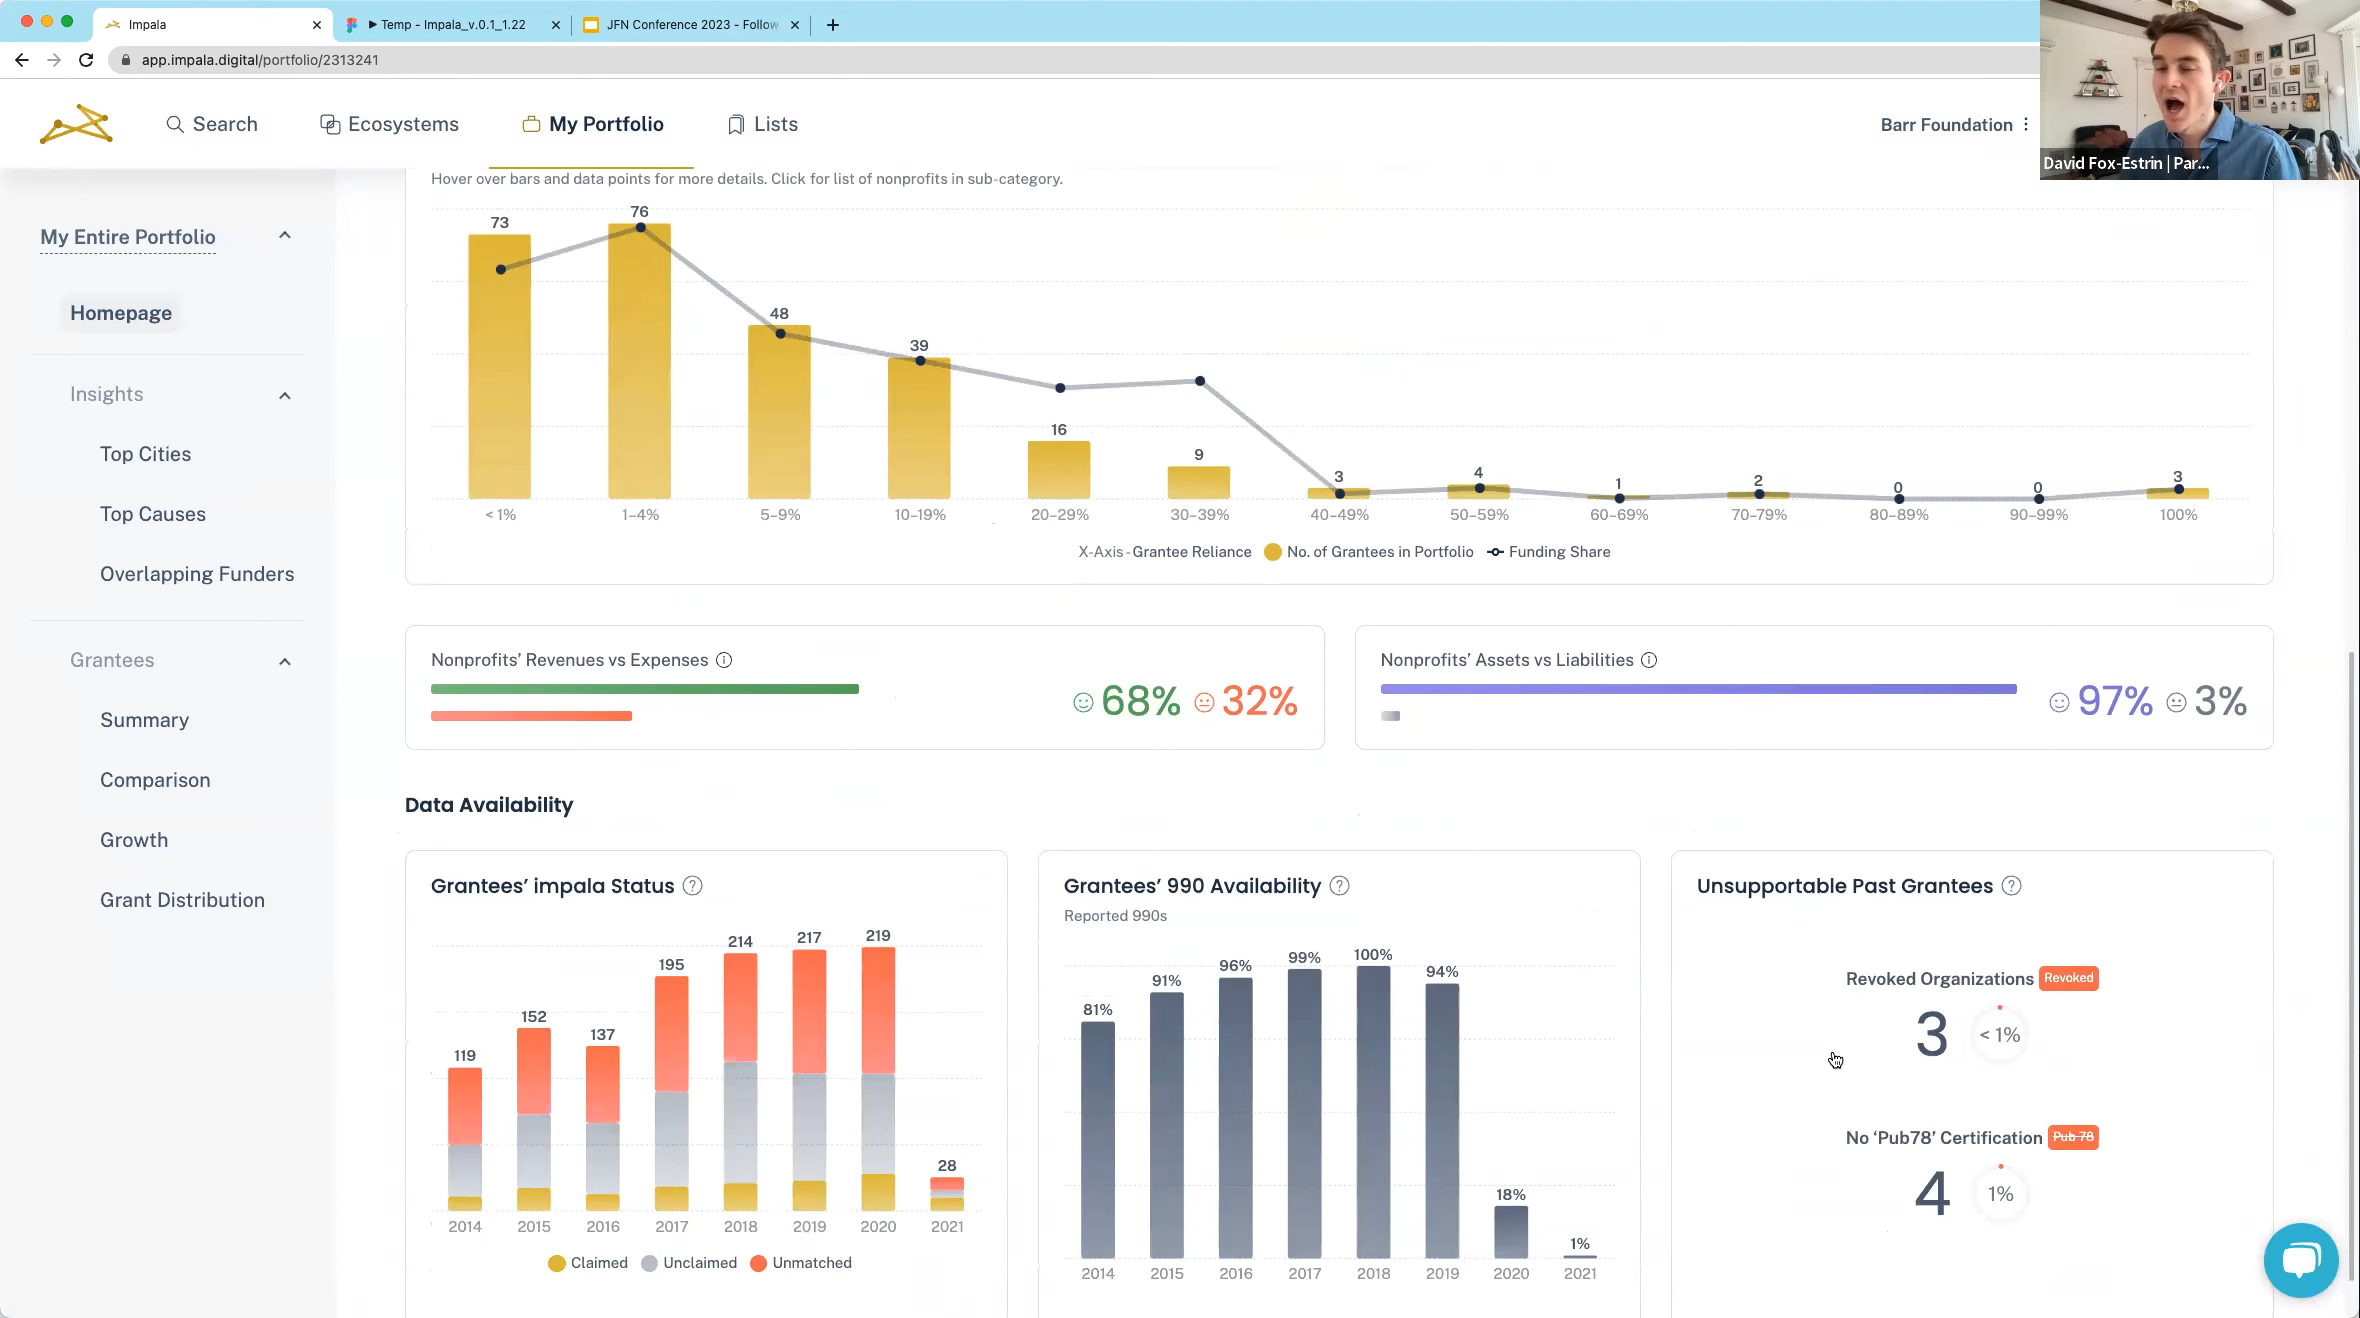 Impala
▶ Temp - Impala_v.0.1_1.22
JFN Conference 2023 - Follow
app.impala.digital/portfolio/2313241
Search
Ecosystems
My Portfolio
Lists
Barr Foundation
David Fox-Estrin | Par...
My Entire Portfolio
Homepage
Insights
Top Cities
Top Causes
Overlapping Funders
Grantees
Summary
Comparison
Growth
Grant Distribution
Hover over bars and data points for more details. Click for list of nonprofits in sub-category.
73 76 48 39 16 9 3 4 1 2 0 0 3
< 1% 1–4% 5–9% 10–19% 20–29% 30–39% 40–49% 50–59% 60–69% 70–79% 80–89% 90–99% 100%
X-Axis - Grantee Reliance No. of Grantees in Portfolio Funding Share
Nonprofits’ Revenues vs Expenses
68% 32%
Nonprofits’ Assets vs Liabilities
97% 3%
Data Availability
Grantees’ impala Status
119 152 137 195 214 217 219 28
2014 2015 2016 2017 2018 2019 2020 2021
Claimed Unclaimed Unmatched
Grantees’ 990 Availability
Reported 990s
81% 91% 96% 99% 100% 94% 18% 1%
2014 2015 2016 2017 2018 2019 2020 2021
Unsupportable Past Grantees
Revoked Organizations Revoked
3 < 1%
No ‘Pub78’ Certification Pub 78
4 1%